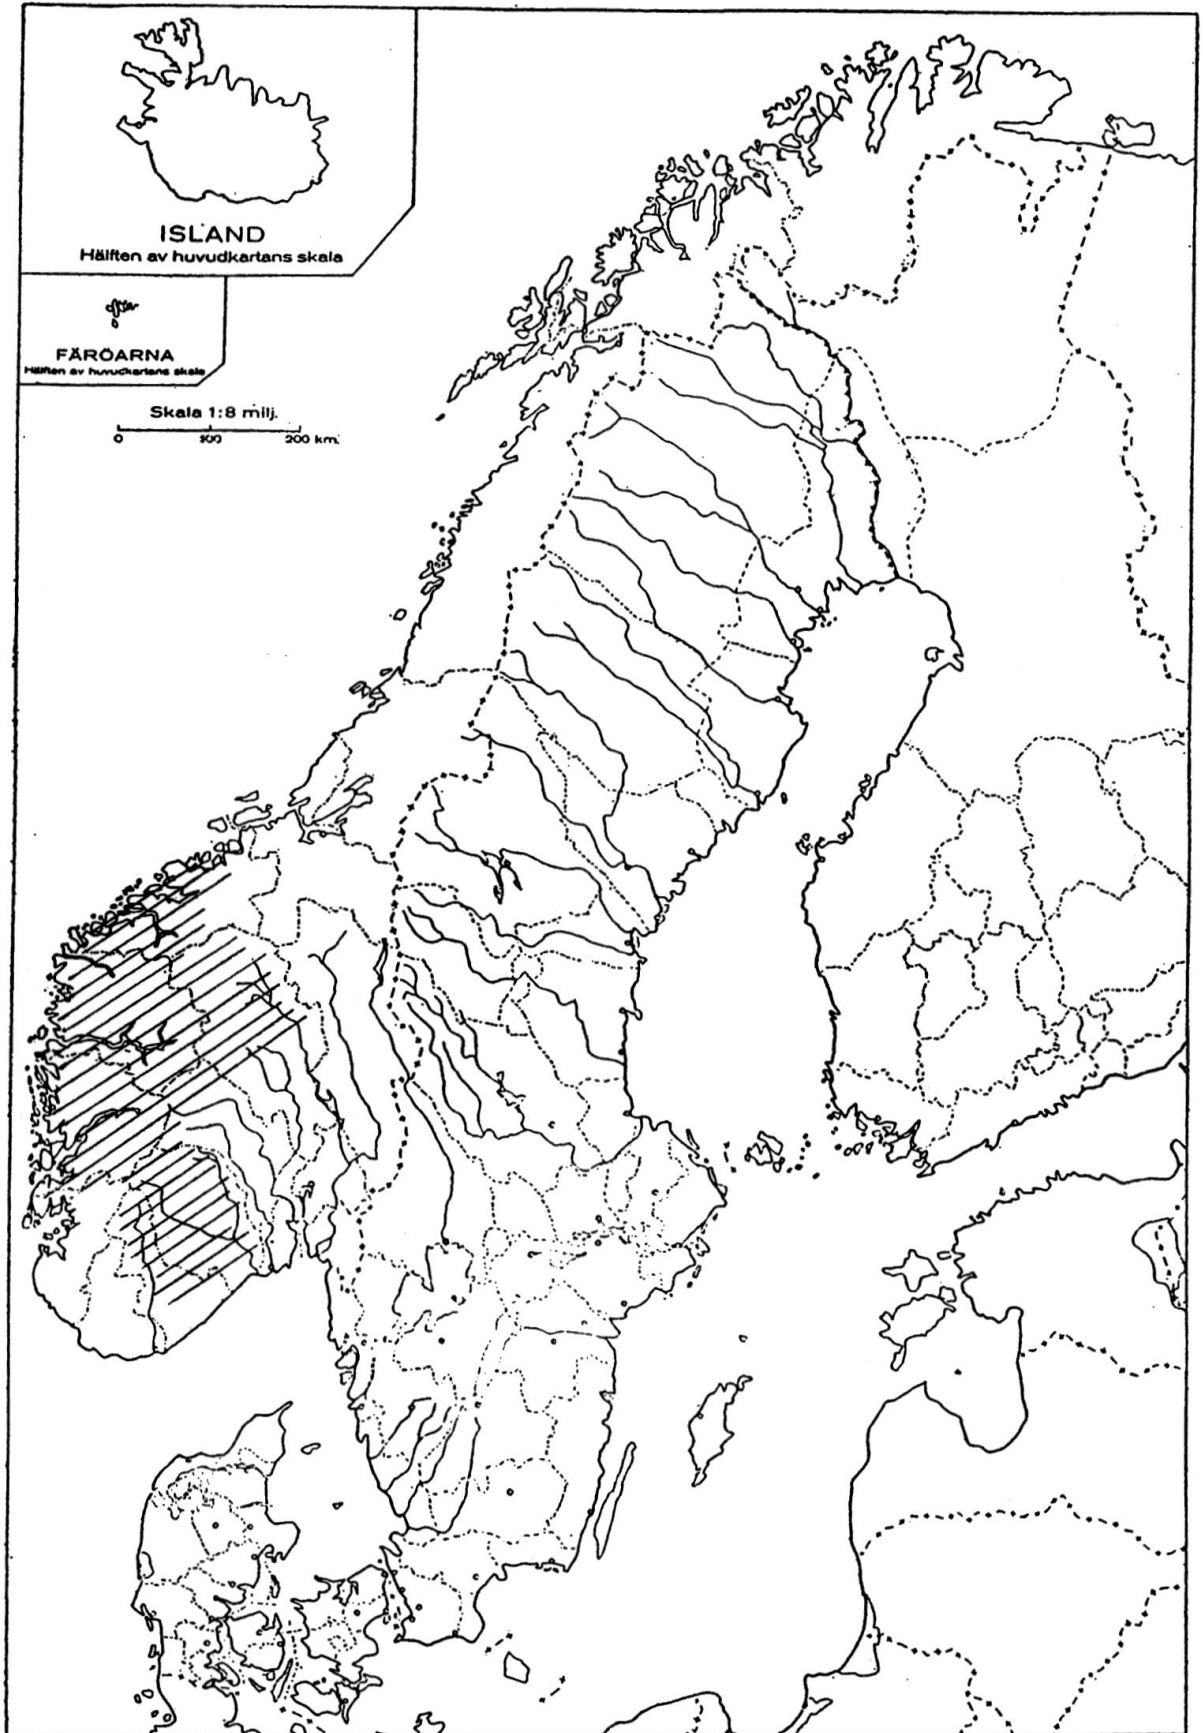 ISLAND
Hälften av huvudkartans skala
FÄRÖARNA
Hälften av huvudkartans skala
Skala 1:8 milj.
0 100 200 km.